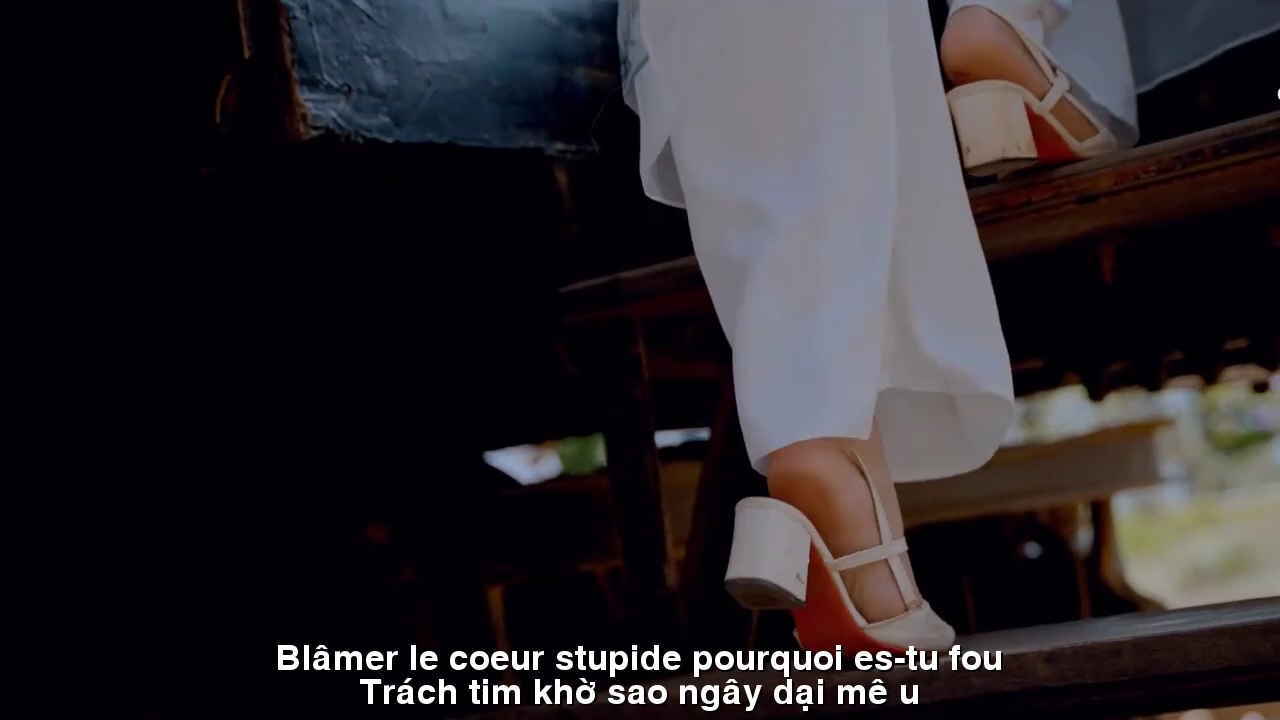 Blâmer le coeur stupide pourquoi es-tu fou
Trách tim khờ sao ngây dại mê u